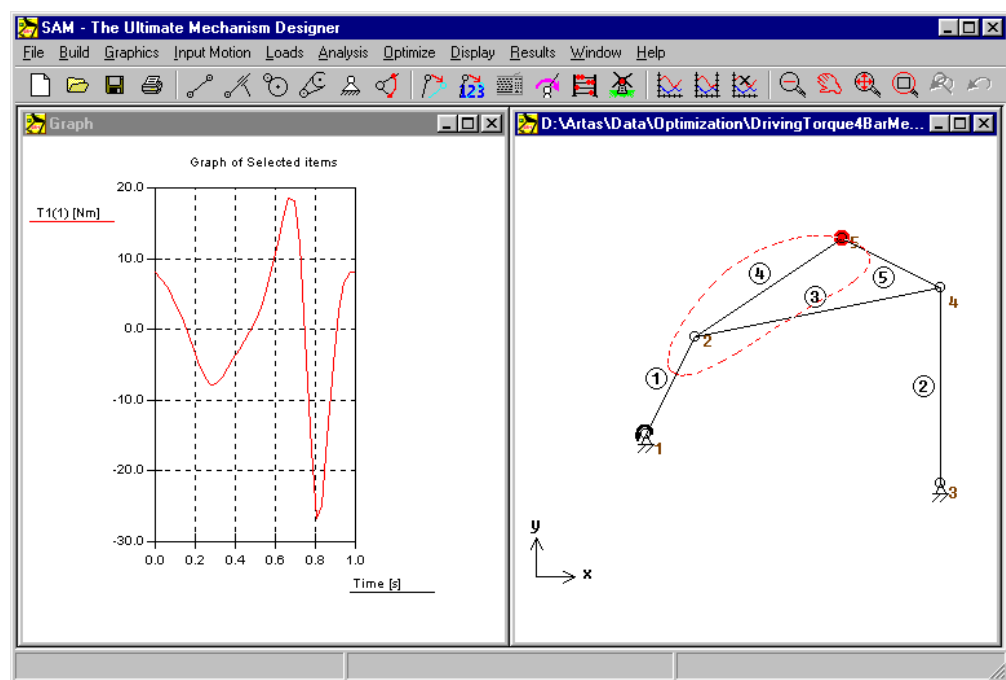 SAM - The Ultimate Mechanism Designer
File Build Graphics Input Motion Loads Analysis Optimize Display Results Window Help
123
Graph
Graph of Selected items
T1(1) [Nm]
20.0
10.0
0.0
-10.0
-20.0
-30.0
0.0 0.2 0.4 0.6 0.8 1.0
Time [s]
D:\Artas\Data\Optimization\DrivingTorque4BarMe...
5
4
5
3
4
2
1
2
1
3
y
x